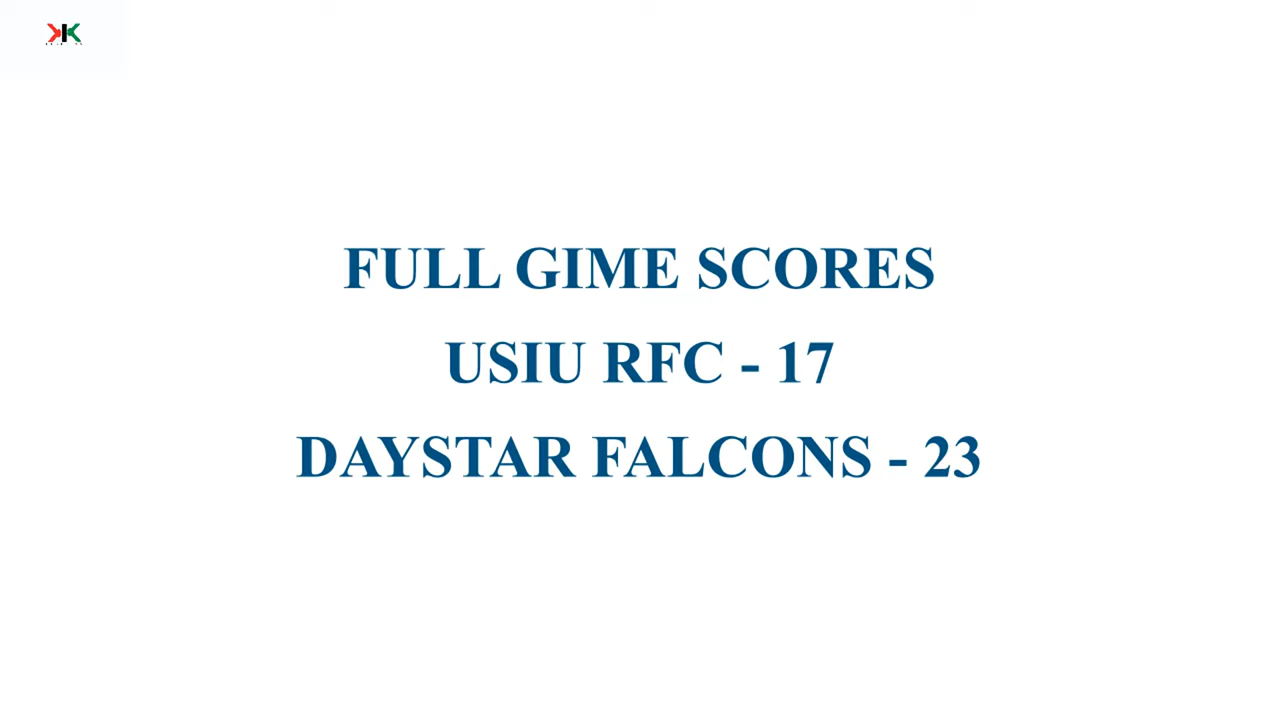 FULL GIME SCORES
USIU RFC - 17
DAYSTAR FALCONS - 23